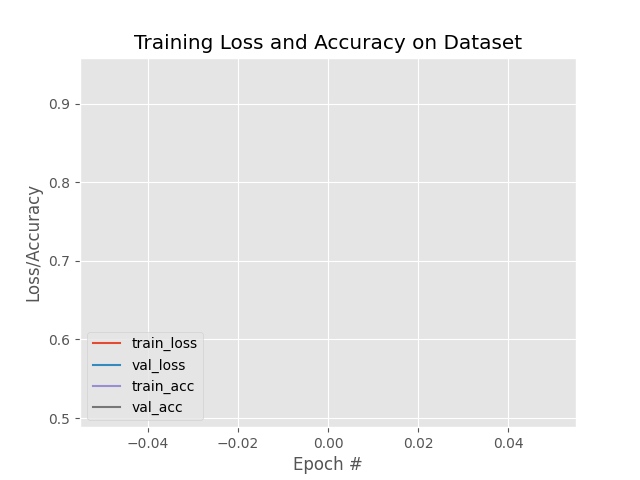 Training Loss and Accuracy on Dataset
Loss/Accuracy
0.9
0.8
0.7
0.6
0.5
train_loss
val_loss
train_acc
val_acc
−0.04 −0.02 0.00 0.02 0.04
Epoch #